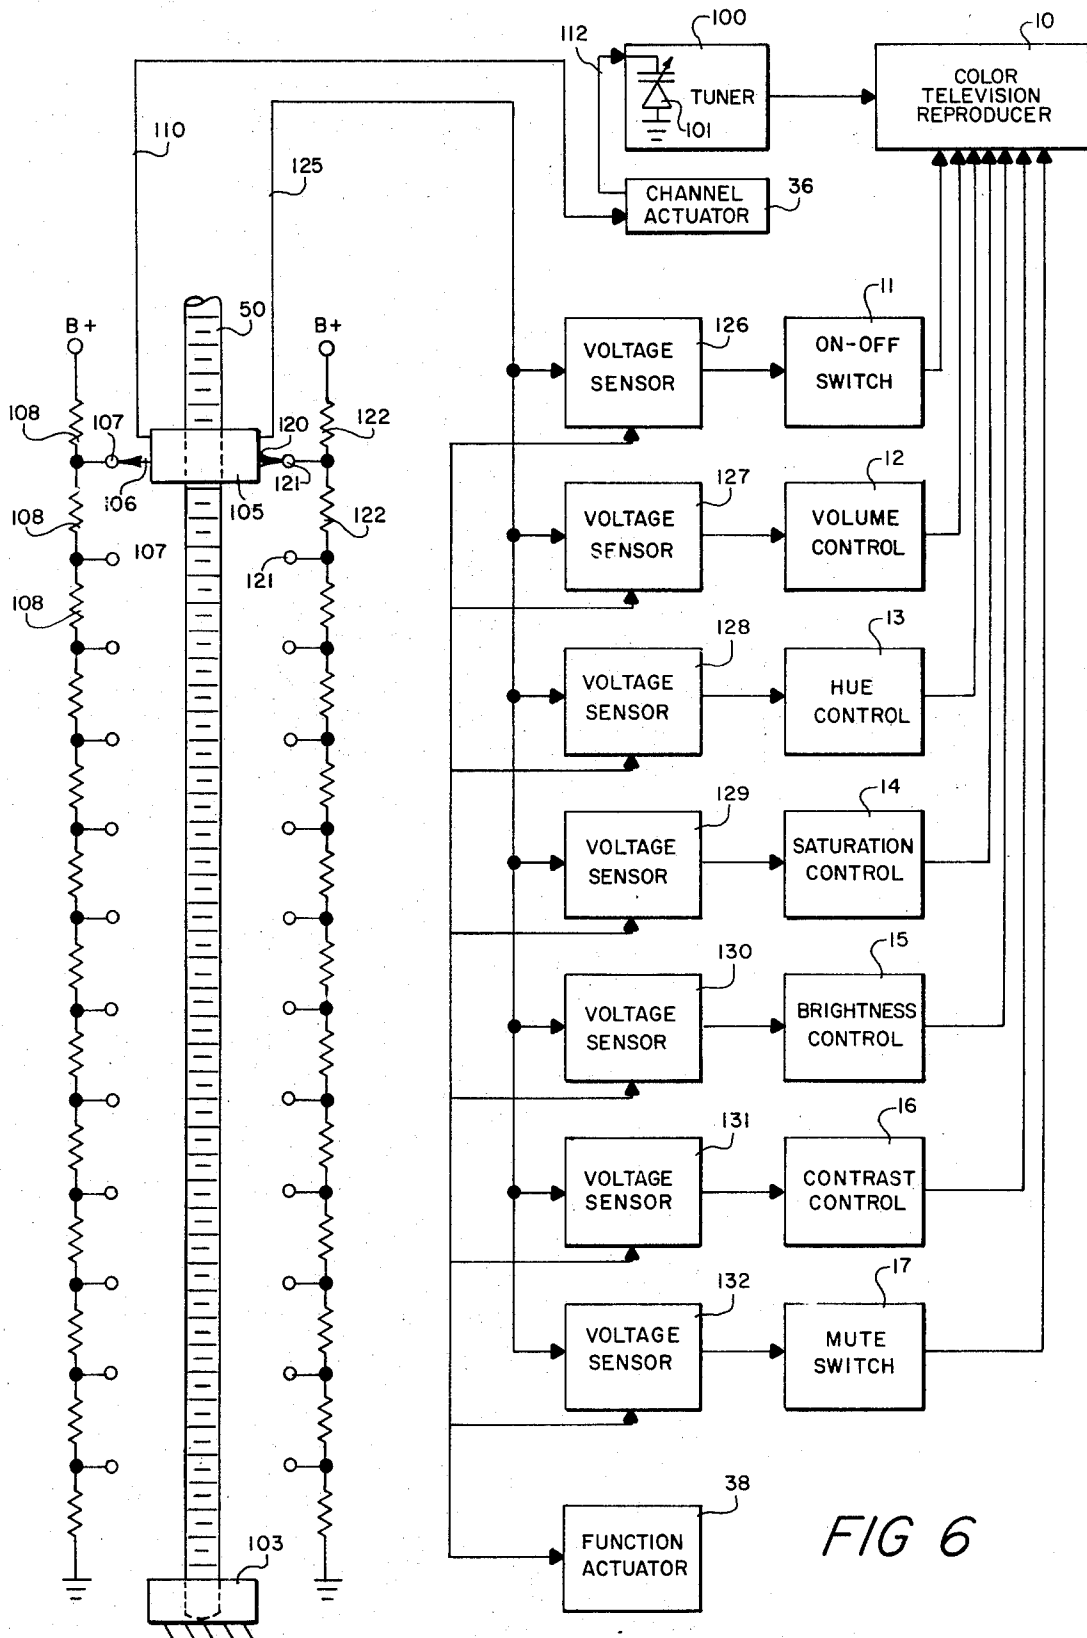 100
10
112
TUNER
101
COLOR
TELEVISION
REPRODUCER
110
125
CHANNEL
ACTUATOR
36
B+
50
B+
126
11
VOLTAGE
SENSOR
ON-OFF
SWITCH
108
107
120
122
106
105
121
127
12
108
107
122
121
VOLTAGE
SENSOR
VOLUME
CONTROL
108
128
13
VOLTAGE
SENSOR
HUE
CONTROL
129
14
VOLTAGE
SENSOR
SATURATION
CONTROL
130
15
VOLTAGE
SENSOR
BRIGHTNESS
CONTROL
131
16
VOLTAGE
SENSOR
CONTRAST
CONTROL
132
17
VOLTAGE
SENSOR
MUTE
SWITCH
38
FUNCTION
ACTUATOR
103
FIG 6